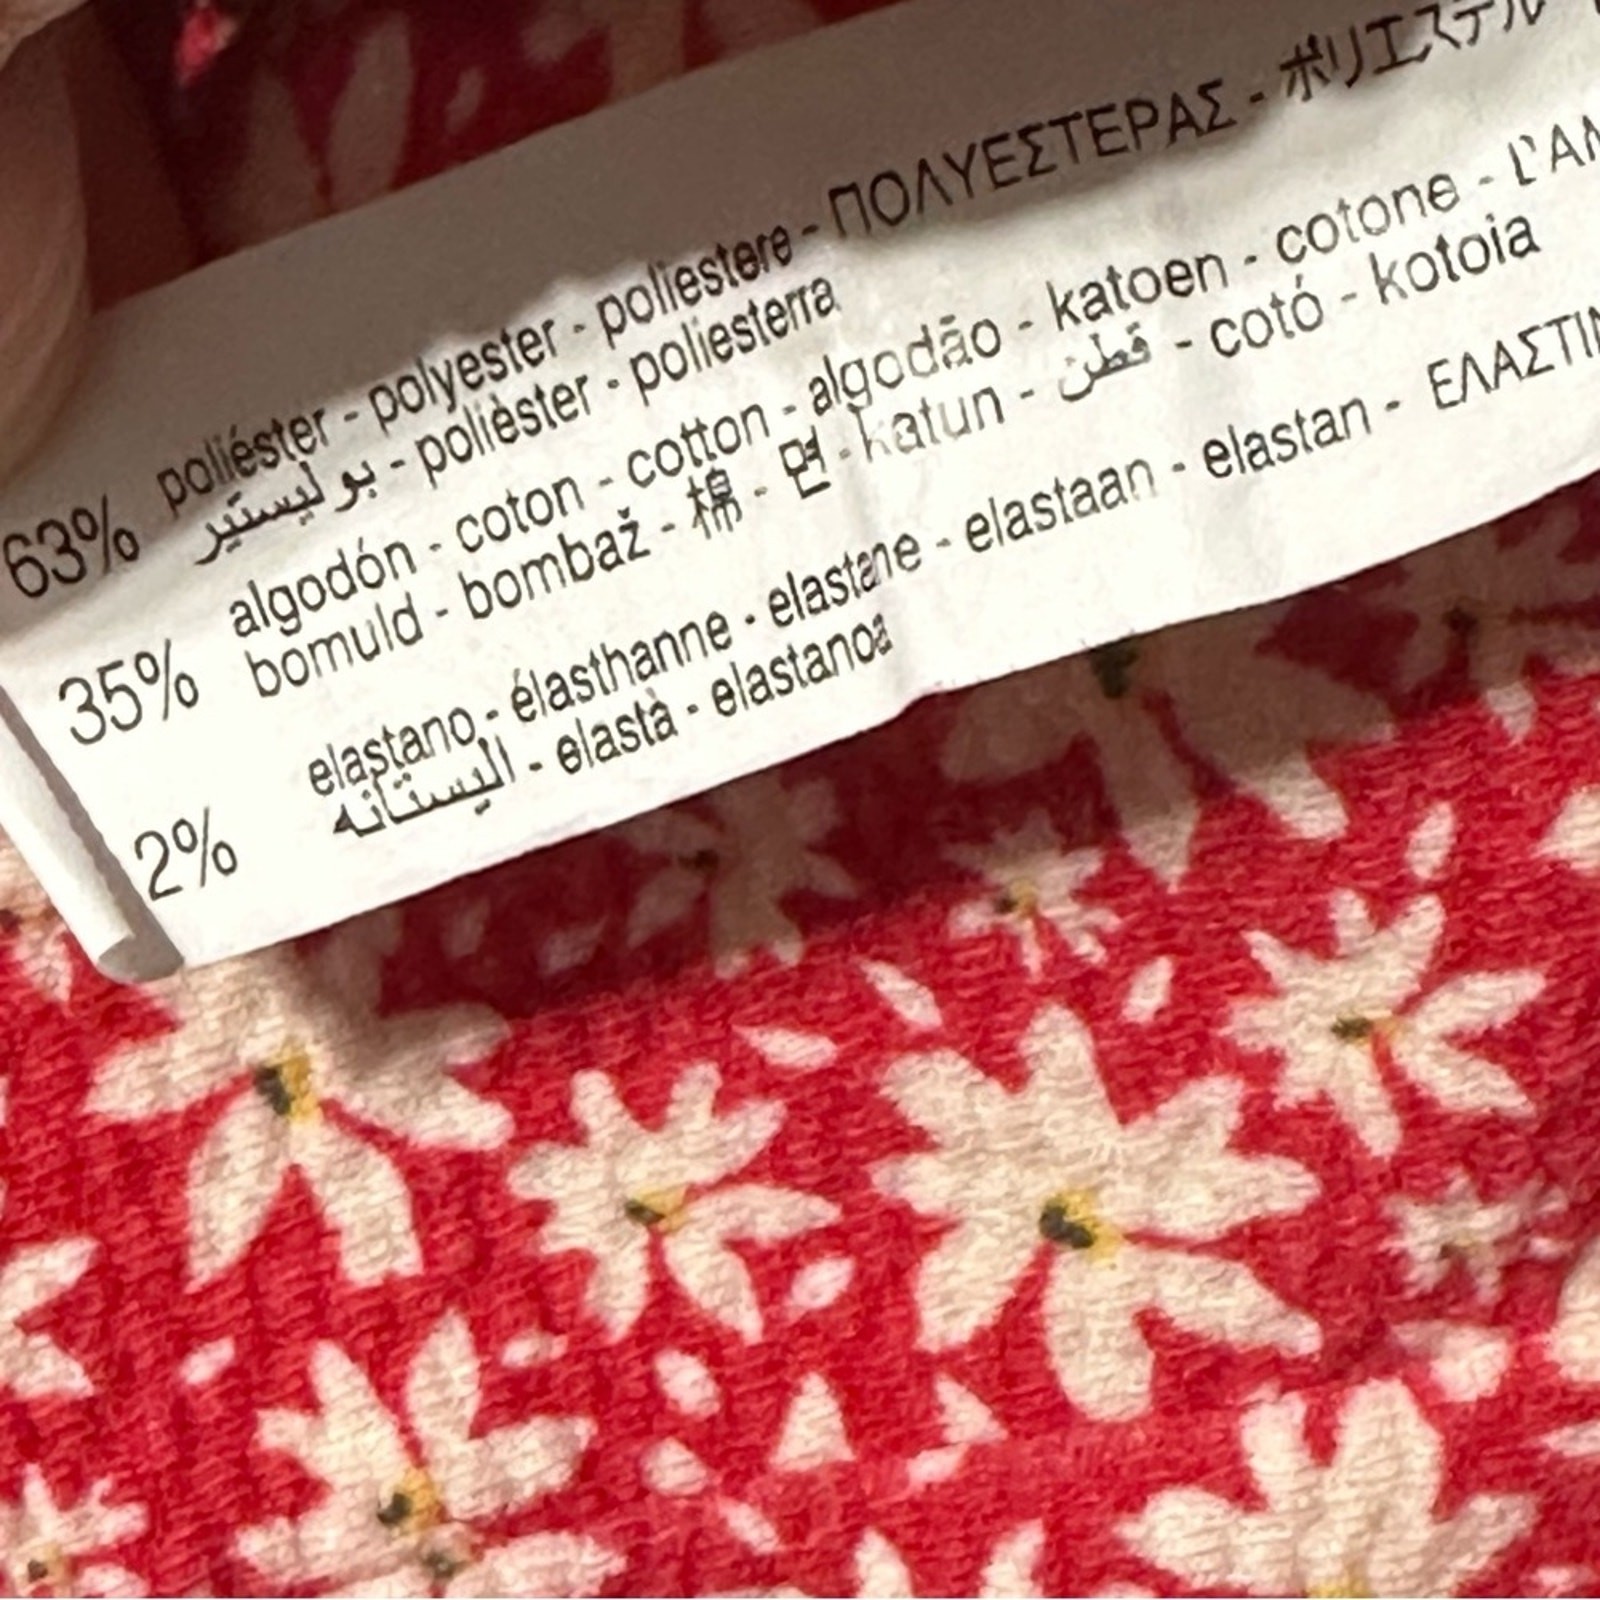 63% poliéster - polyester - poliestere - ΠΟΛΥΕΣΤΕΡΑΣ - ポリエステル
بوليستير - polièster - poliesterra
35% algodón - coton - cotton - algodão - katoen - cotone -
bomuld - bombaž - 棉 - 면 - katun - قطن - cotó - kotoia
2% elastano - élasthanne - elastane - elastaan - elastan -
اليستانه - elastà - elastanoa